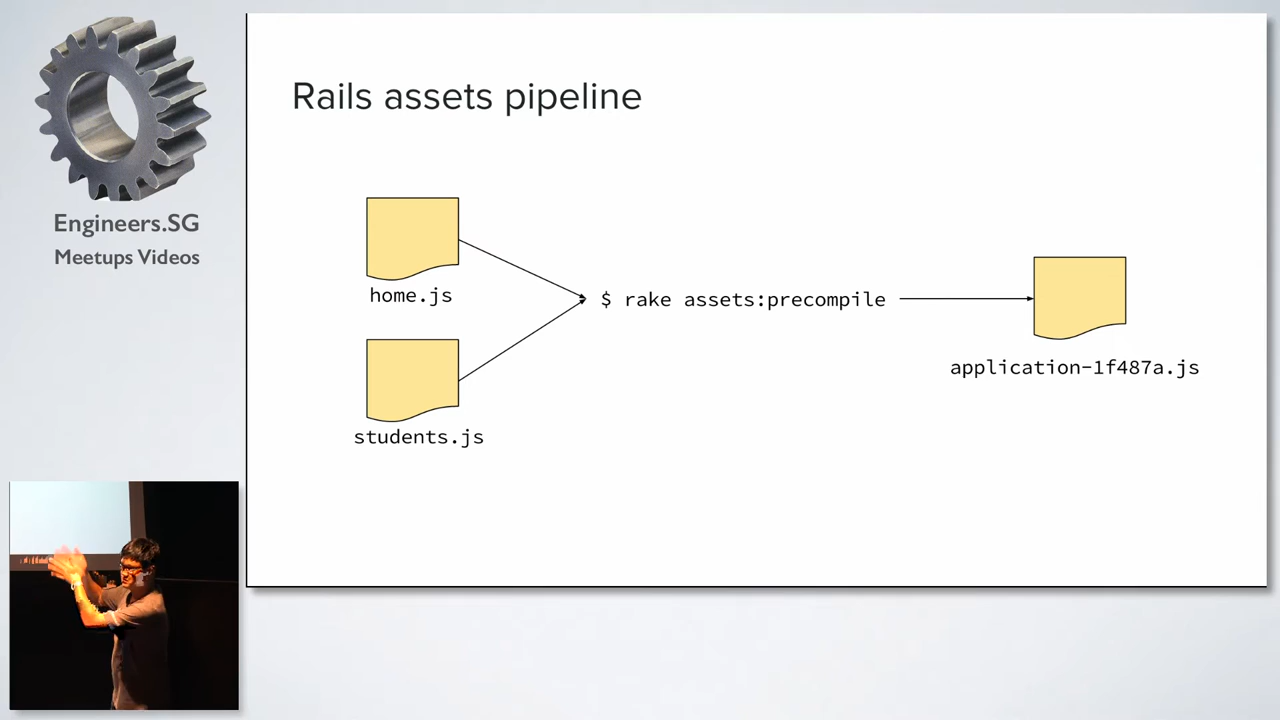 Engineers.SG
Meetups Videos
Rails assets pipeline
home.js
students.js
$ rake assets:precompile
application-1f487a.js